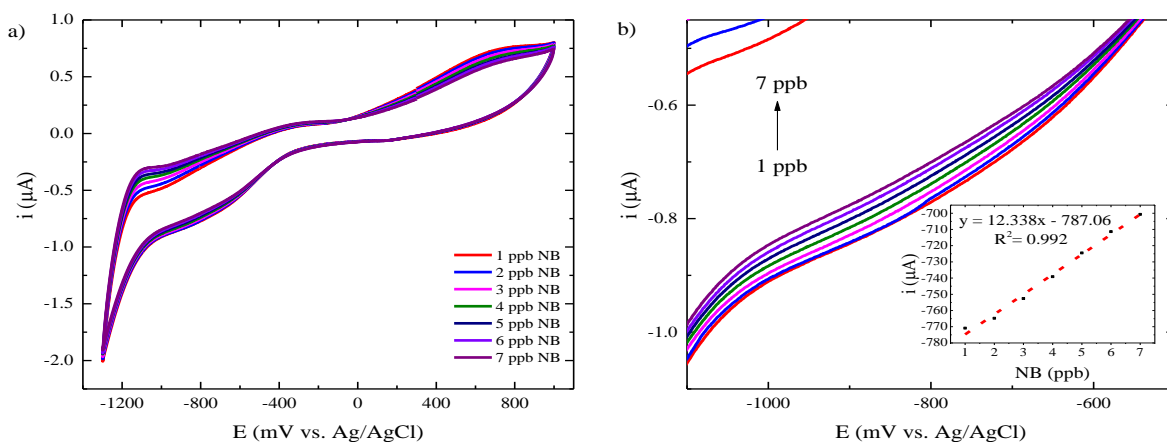 a)
1.0
0.5
0.0
-0.5
-1.0
-1.5
-2.0
i (μA)
-1200 -800 -400 0 400 800
E (mV vs. Ag/AgCl)
1 ppb NB
2 ppb NB
3 ppb NB
4 ppb NB
5 ppb NB
6 ppb NB
7 ppb NB
b)
-0.6
-0.8
-1.0
i (μA)
-1000 -800 -600
E (mV vs. Ag/AgCl)
7 ppb
1 ppb
-700
-710
-720
-730
-740
-750
-760
-770
-780
i (μA)
y = 12.338x - 787.06
R²= 0.992
1 2 3 4 5 6 7
NB (ppb)